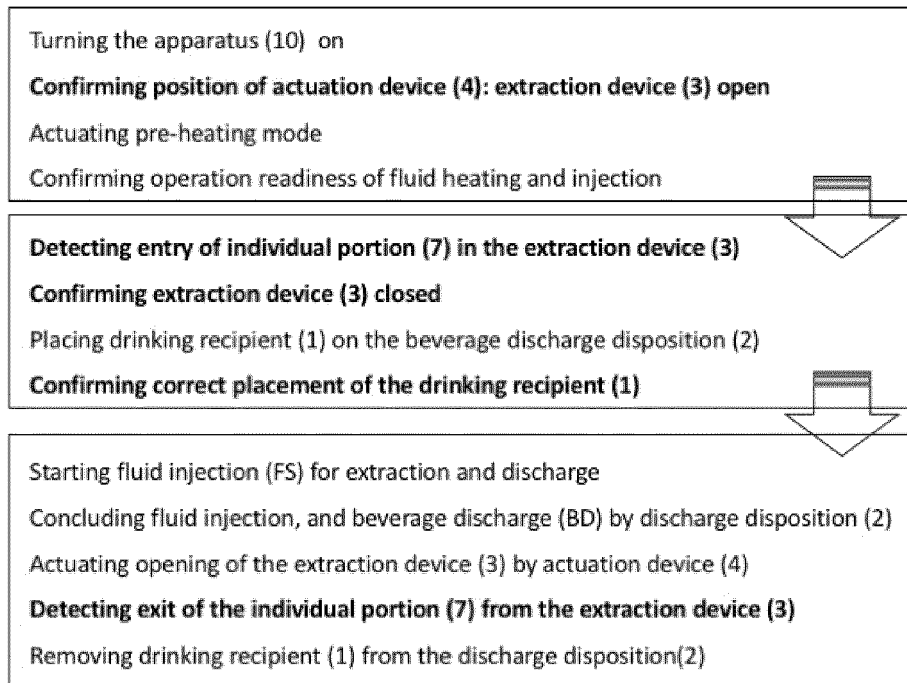 Turning the apparatus (10) on
Confirming position of actuation device (4): extraction device (3) open
Actuating pre-heating mode
Confirming operation readiness of fluid heating and injection
Detecting entry of individual portion (7) in the extraction device (3)
Confirming extraction device (3) closed
Placing drinking recipient (1) on the beverage discharge disposition (2)
Confirming correct placement of the drinking recipient (1)
Starting fluid injection (FS) for extraction and discharge
Concluding fluid injection, and beverage discharge (BD) by discharge disposition (2)
Actuating opening of the extraction device (3) by actuation device (4)
Detecting exit of the individual portion (7) from the extraction device (3)
Removing drinking recipient (1) from the discharge disposition(2)